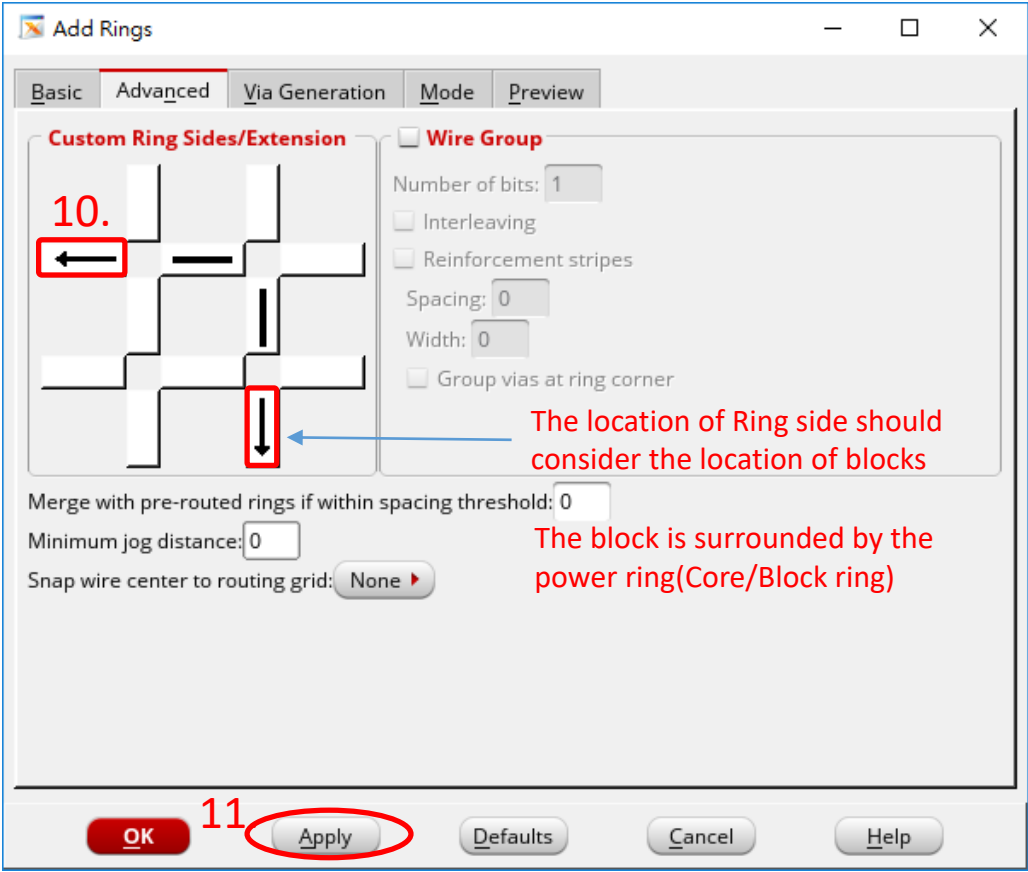 Add Rings
Basic Advanced Via Generation Mode Preview
Custom Ring Sides/Extension
10.
Wire Group
Number of bits: 1
Interleaving
Reinforcement stripes
Spacing: 0
Width: 0
Group vias at ring corner
The location of Ring side should
consider the location of blocks
Merge with pre-routed rings if within spacing threshold: 0
Minimum jog distance: 0
Snap wire center to routing grid: None
The block is surrounded by the
power ring(Core/Block ring)
11
OK Apply Defaults Cancel Help